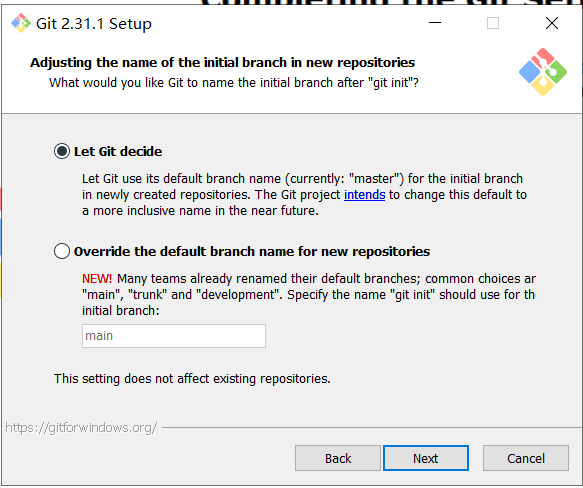 Completing the Git Set
Git 2.31.1 Setup
Adjusting the name of the initial branch in new repositories
What would you like Git to name the initial branch after "git init"?
Let Git decide
Let Git use its default branch name (currently: "master") for the initial branch
in newly created repositories. The Git project intends to change this default to
a more inclusive name in the near future.
Override the default branch name for new repositories
NEW! Many teams already renamed their default branches; common choices ar
"main", "trunk" and "development". Specify the name "git init" should use for th
initial branch:
main
This setting does not affect existing repositories.
https://gitforwindows.org/
Back
Next
Cancel